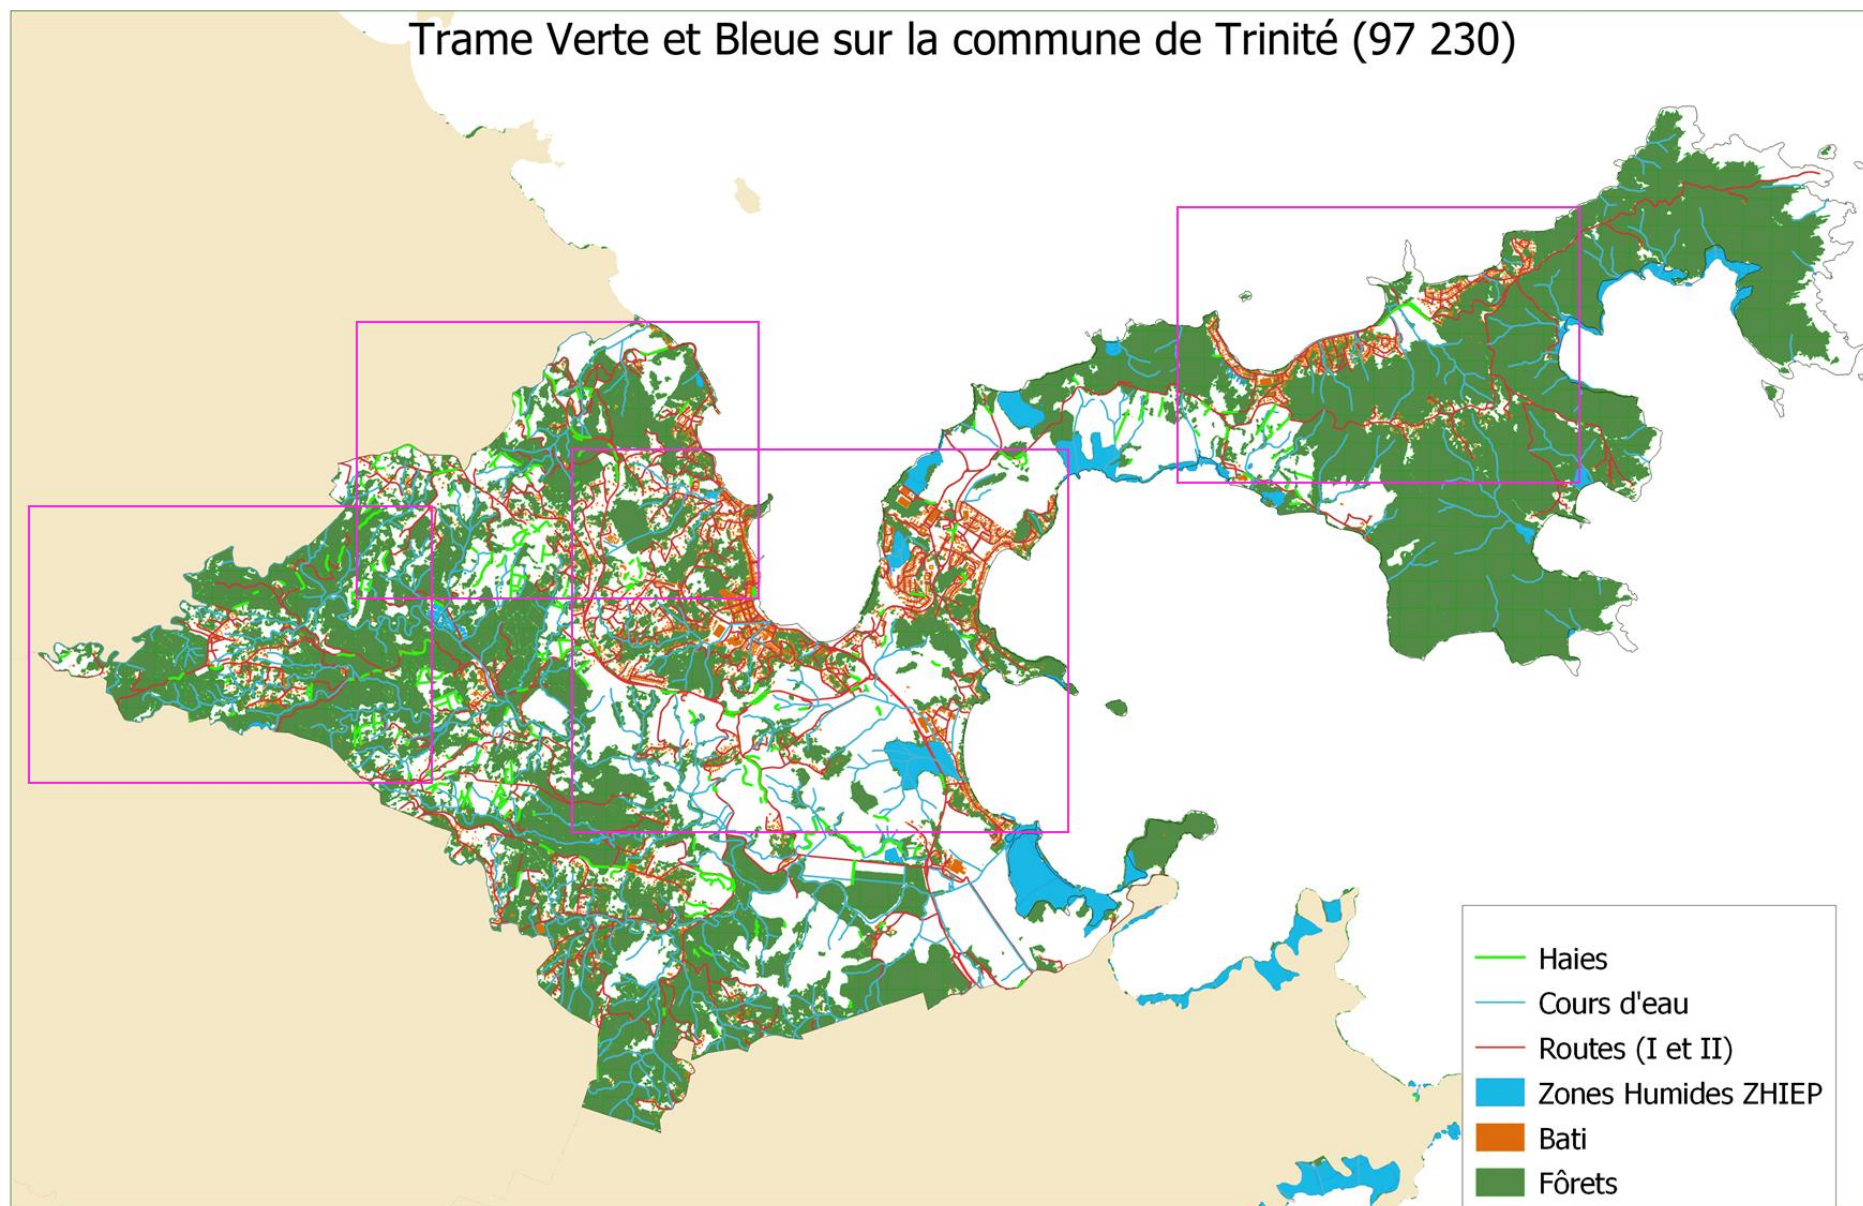 Trame Verte et Bleue sur la commune de Trinité (97 230)
Haies
Cours d'eau
Routes (I et II)
Zones Humides ZHIEP
Bati
Fôrets